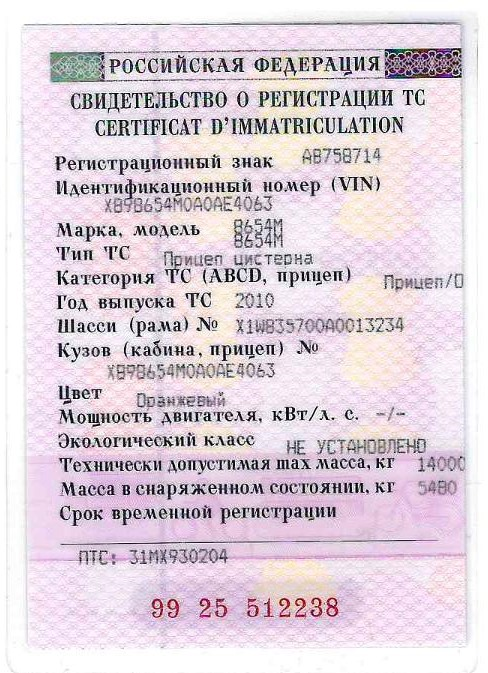 РОССИЙСКАЯ ФЕДЕРАЦИЯ
СВИДЕТЕЛЬСТВО О РЕГИСТРАЦИИ ТС
CERTIFICAT D'IMMATRICULATION
Регистрационный знак АВ758714
Идентификационный номер (VIN)
X898654M0A0AE4063
Марка, модель 8654М
8654М
Тип ТС Прицеп цистерна
Категория ТС (ABCD, прицеп) Прицеп/О
Год выпуска ТС 2010
Шасси (рама) № X1W835700A0013234
Кузов (кабина, прицеп) №
X898654M0A0AE4063
Цвет Оранжевый
Мощность двигателя, кВт/л. с. -/-
Экологический класс НЕ УСТАНОВЛЕНО
Технически допустимая max масса, кг 14000
Масса в снаряженном состоянии, кг 5480
Срок временной регистрации
ПТС: 31МХ930204
99 25 512238